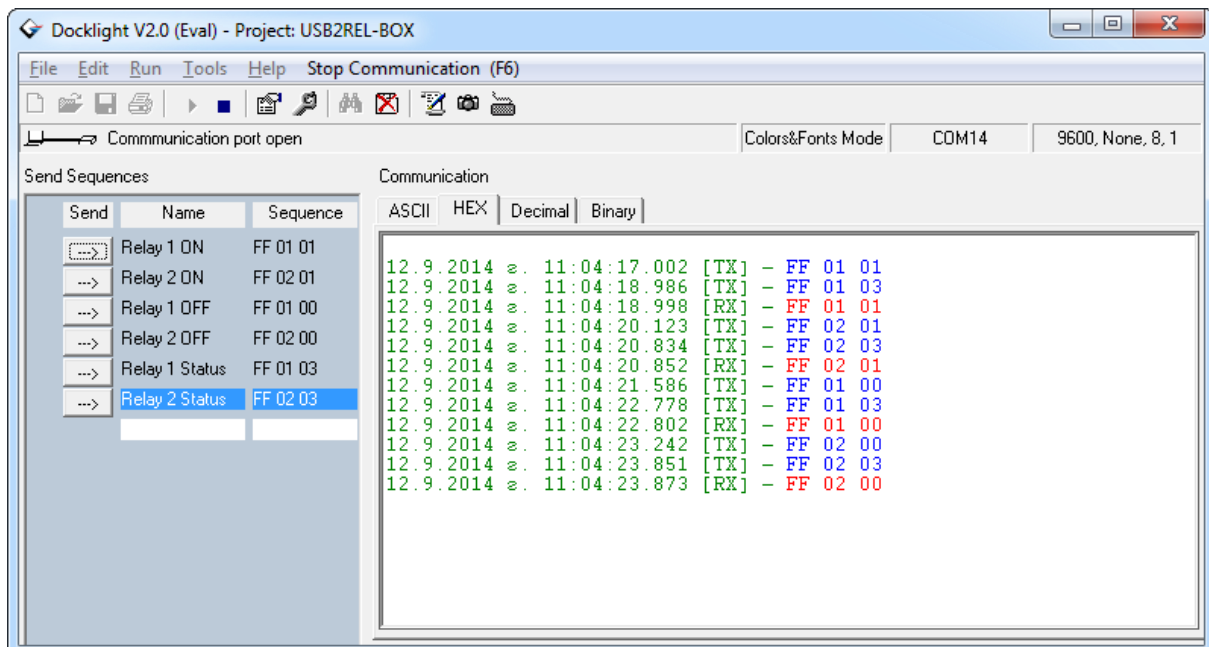 Docklight V2.0 (Eval) - Project: USB2REL-BOX
File Edit Run Tools Help Stop Communication (F6)
Commmunication port open Colors&Fonts Mode COM14 9600, None, 8, 1
Send Sequences
Send Name Sequence
---> Relay 1 ON FF 01 01
---> Relay 2 ON FF 02 01
---> Relay 1 OFF FF 01 00
---> Relay 2 OFF FF 02 00
---> Relay 1 Status FF 01 03
---> Relay 2 Status FF 02 03
Communication
ASCII HEX Decimal Binary
12.9.2014 г. 11:04:17.002 [TX] - FF 01 01
12.9.2014 г. 11:04:18.986 [TX] - FF 01 03
12.9.2014 г. 11:04:18.998 [RX] - FF 01 01
12.9.2014 г. 11:04:20.123 [TX] - FF 02 01
12.9.2014 г. 11:04:20.834 [TX] - FF 02 03
12.9.2014 г. 11:04:20.852 [RX] - FF 02 01
12.9.2014 г. 11:04:21.586 [TX] - FF 01 00
12.9.2014 г. 11:04:22.778 [TX] - FF 01 03
12.9.2014 г. 11:04:22.802 [RX] - FF 01 00
12.9.2014 г. 11:04:23.242 [TX] - FF 02 00
12.9.2014 г. 11:04:23.851 [TX] - FF 02 03
12.9.2014 г. 11:04:23.873 [RX] - FF 02 00